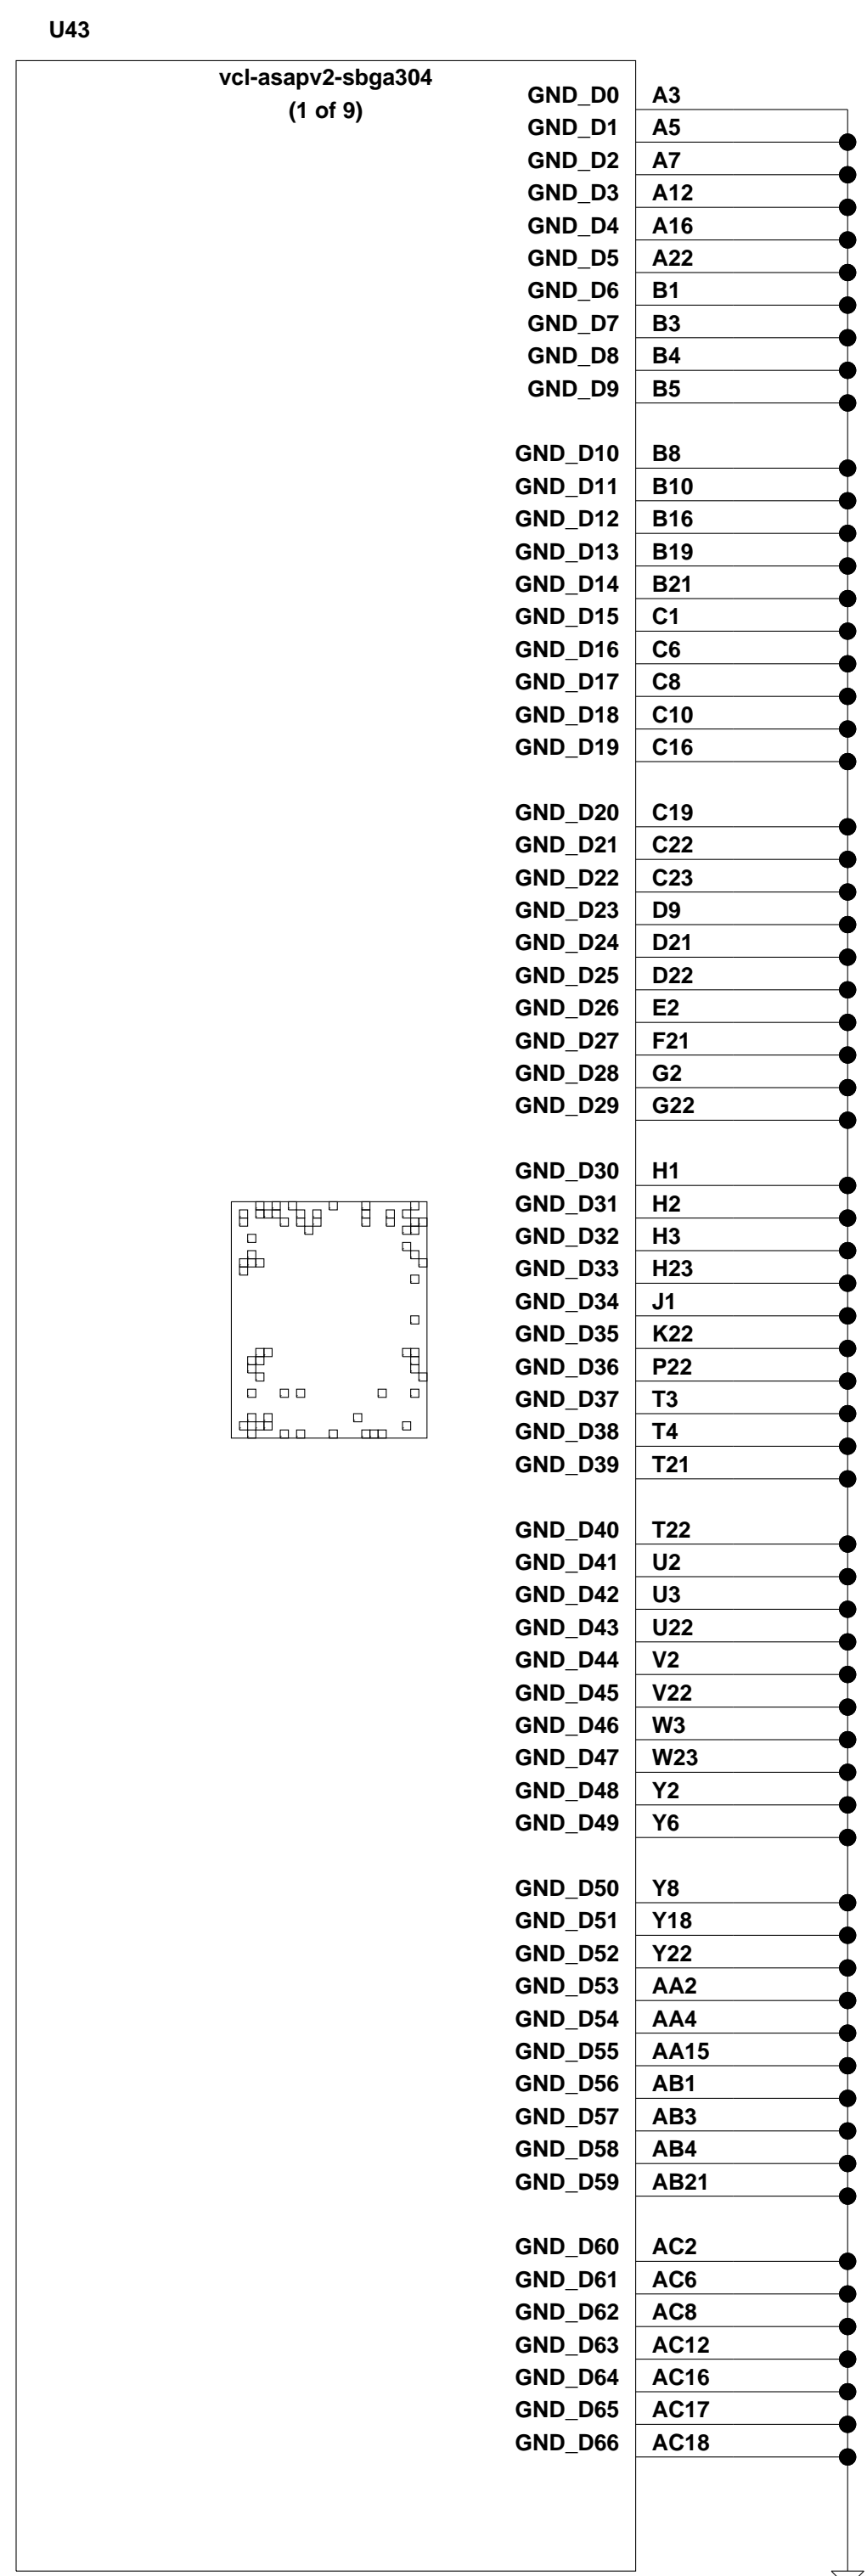 U43
vcl-asapv2-sbga304
(1 of 9)
GND_D0 A3
GND_D1 A5
GND_D2 A7
GND_D3 A12
GND_D4 A16
GND_D5 A22
GND_D6 B1
GND_D7 B3
GND_D8 B4
GND_D9 B5
GND_D10 B8
GND_D11 B10
GND_D12 B16
GND_D13 B19
GND_D14 B21
GND_D15 C1
GND_D16 C6
GND_D17 C8
GND_D18 C10
GND_D19 C16
GND_D20 C19
GND_D21 C22
GND_D22 C23
GND_D23 D9
GND_D24 D21
GND_D25 D22
GND_D26 E2
GND_D27 F21
GND_D28 G2
GND_D29 G22
GND_D30 H1
GND_D31 H2
GND_D32 H3
GND_D33 H23
GND_D34 J1
GND_D35 K22
GND_D36 P22
GND_D37 T3
GND_D38 T4
GND_D39 T21
GND_D40 T22
GND_D41 U2
GND_D42 U3
GND_D43 U22
GND_D44 V2
GND_D45 V22
GND_D46 W3
GND_D47 W23
GND_D48 Y2
GND_D49 Y6
GND_D50 Y8
GND_D51 Y18
GND_D52 Y22
GND_D53 AA2
GND_D54 AA4
GND_D55 AA15
GND_D56 AB1
GND_D57 AB3
GND_D58 AB4
GND_D59 AB21
GND_D60 AC2
GND_D61 AC6
GND_D62 AC8
GND_D63 AC12
GND_D64 AC16
GND_D65 AC17
GND_D66 AC18